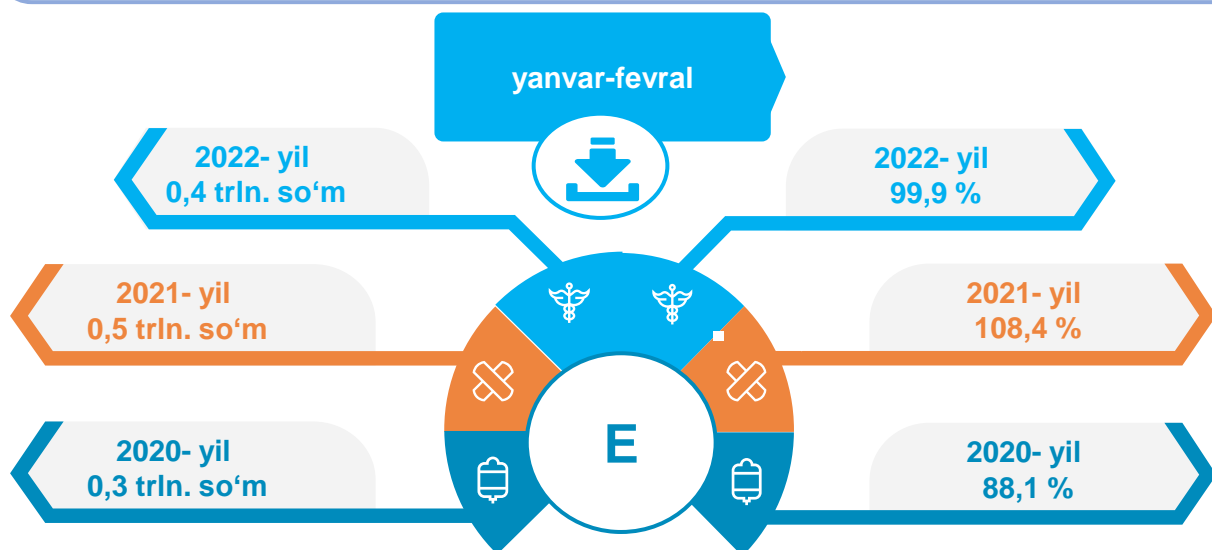 yanvar-fevral
2022- yil
0,4 trln. so‘m
2022- yil
99,9 %
2021- yil
0,5 trln. so‘m
2021- yil
108,4 %
E
2020- yil
0,3 trln. so‘m
2020- yil
88,1 %